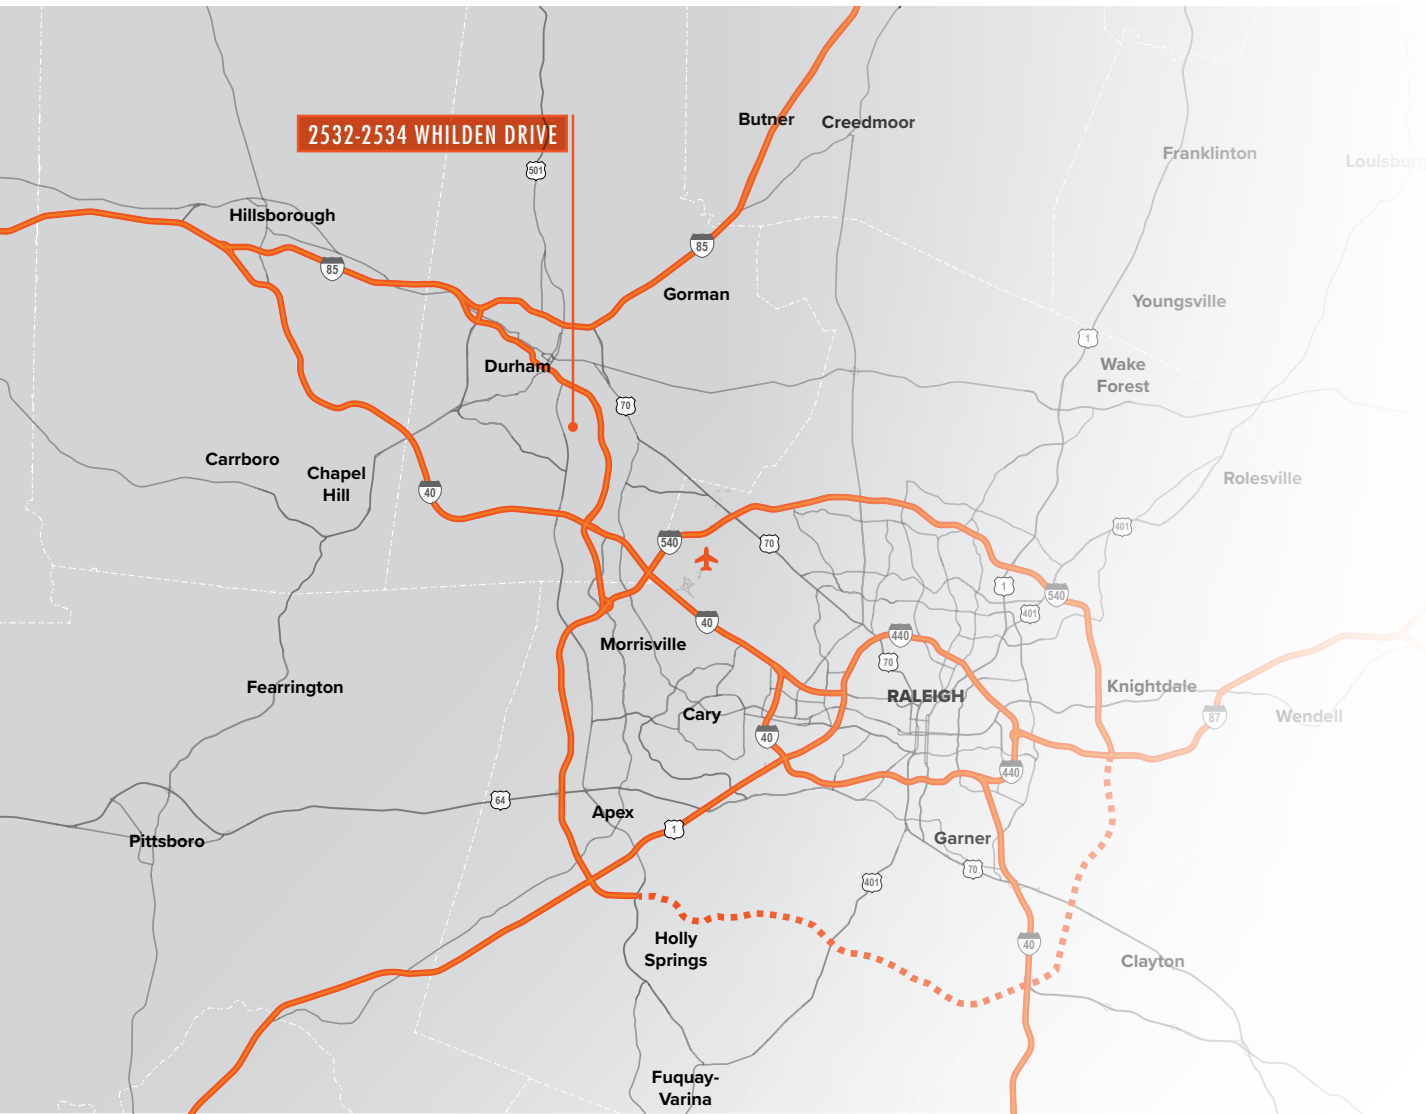 Butner
Creedmoor
2532-2534 WHILDEN DRIVE
Franklinton
Louisburg
501
Hillsborough
85
85
Gorman
Youngsville
1
Wake
Forest
Durham
70
Carrboro
Chapel
Hill
40
Rolesville
401
540
70
1
540
401
40
440
Morrisville
70
Fearrington
RALEIGH
Knightdale
Cary
87
Wendell
40
440
64
Apex
1
Pittsboro
Garner
70
401
Holly
Springs
40
Clayton
Fuquay-
Varina